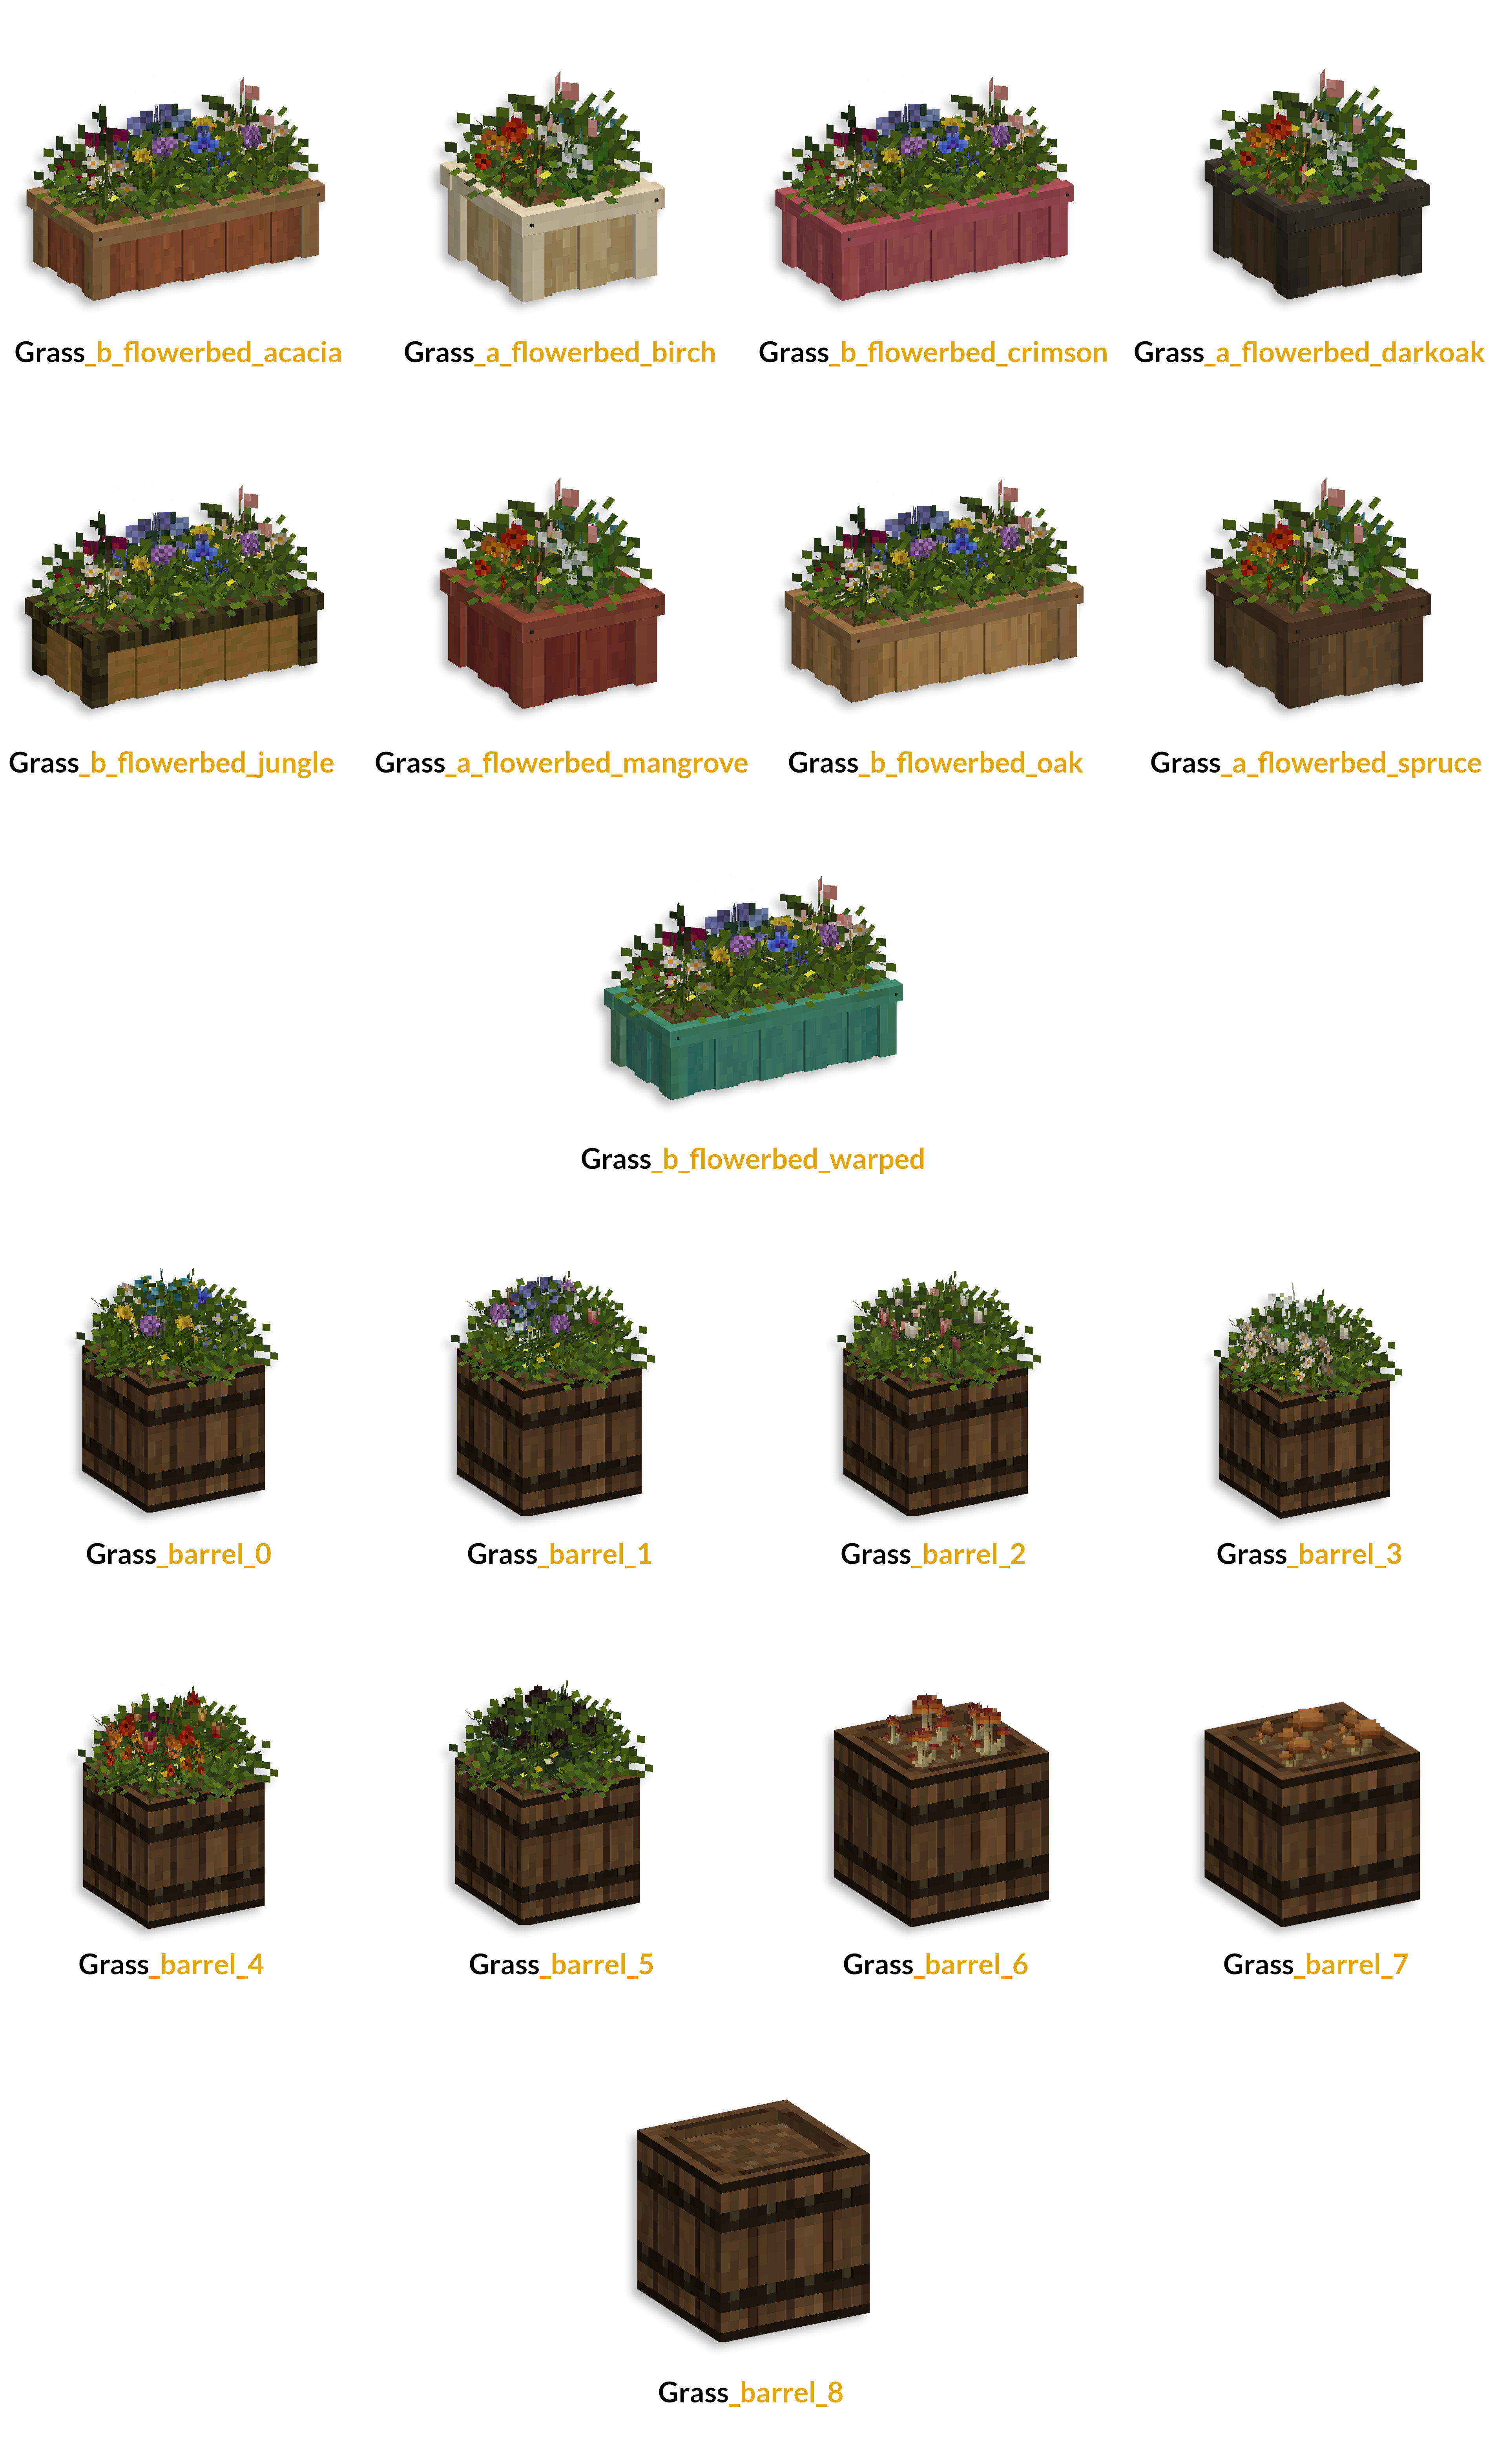 Grass_b_flowerbed_acacia
Grass_a_flowerbed_birch
Grass_b_flowerbed_crimson
Grass_a_flowerbed_darkoak
Grass_b_flowerbed_jungle
Grass_a_flowerbed_mangrove
Grass_b_flowerbed_oak
Grass_a_flowerbed_spruce
Grass_b_flowerbed_warped
Grass_barrel_0
Grass_barrel_1
Grass_barrel_2
Grass_barrel_3
Grass_barrel_4
Grass_barrel_5
Grass_barrel_6
Grass_barrel_7
Grass_barrel_8